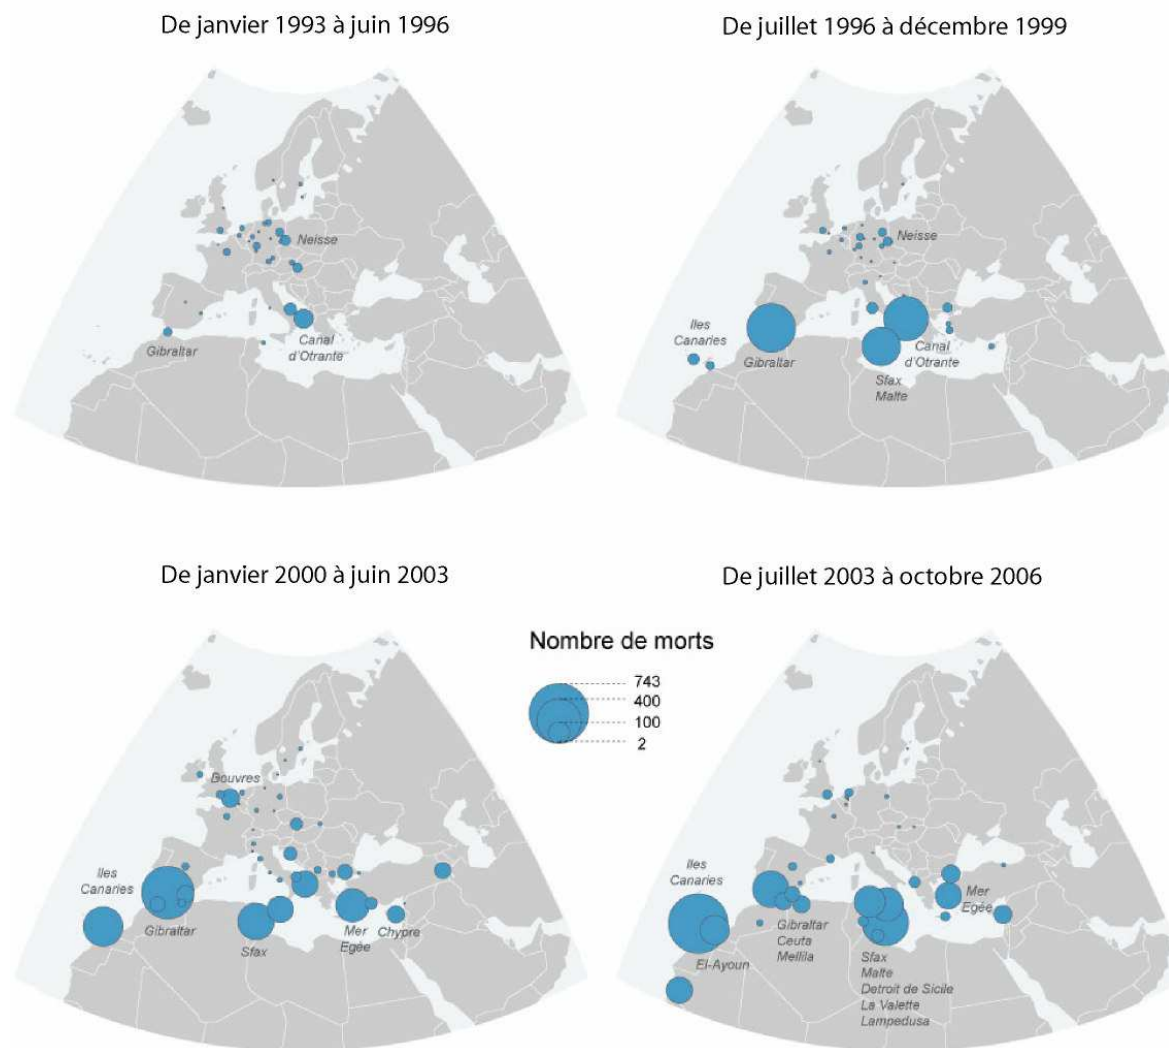 De janvier 1993 à juin 1996
Neisse
Gibraltar
Canal
d'Otrante
De juillet 1996 à décembre 1999
Neisse
Iles
Canaries
Gibraltar
Canal
d'Otrante
Sfax
Malte
De janvier 2000 à juin 2003
Douvres
Iles
Canaries
Gibraltar
Sfax
Mer
Egée
Chypre
Nombre de morts
743
400
100
2
De juillet 2003 à octobre 2006
Iles
Canaries
El-Ayoun
Gibraltar
Ceuta
Mellila
Sfax
Malte
Detroit de Sicile
La Valette
Lampedusa
Mer
Egée